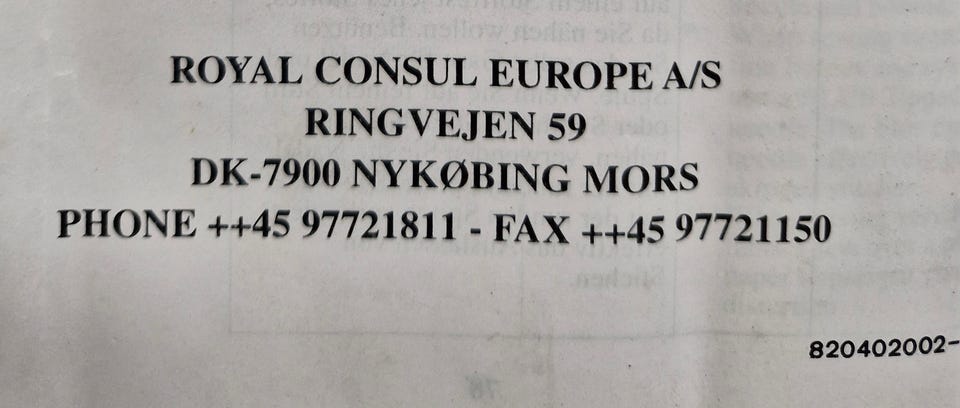 ROYAL CONSUL EUROPE A/S
RINGVEJEN 59
DK-7900 NYKØBING MORS
PHONE ++45 97721811 - FAX ++45 97721150
820402002-